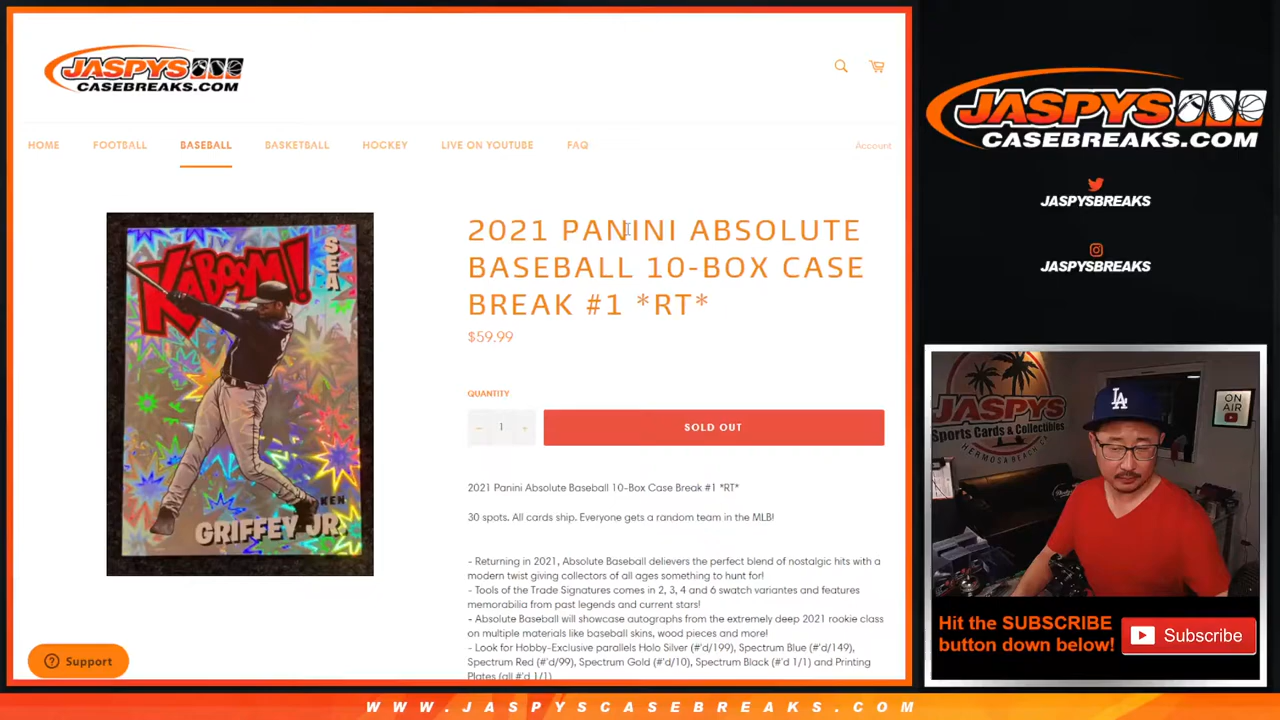 JASPYS
CASEBREAKS.COM
HOME
FOOTBALL
BASEBALL
BASKETBALL
HOCKEY
LIVE ON YOUTUBE
FAQ
Account
KABOOM!
SEA
KEN
GRIFFEY JR.
2021 PANINI ABSOLUTE
BASEBALL 10-BOX CASE
BREAK #1 *RT*
$59.99
QUANTITY
− 1 +
SOLD OUT
2021 Panini Absolute Baseball 10-Box Case Break #1 *RT*
30 spots. All cards ship. Everyone gets a random team in the MLB!
- Returning in 2021, Absolute Baseball delivers the perfect blend of nostalgic hits with a
modern twist giving collectors of all ages something to hunt for!
- Tools of the Trade Signatures comes in 2, 3, 4 and 6 swatch variantes and features
memorabilia from past legends and current stars!
- Absolute Baseball will showcase autographs from the extremely deep 2021 rookie class
on multiple materials like baseball skins, wood pieces and more!
- Look for Hobby-Exclusive parallels Holo Silver (#'d/199), Spectrum Blue (#'d/149),
Spectrum Red (#'d/99), Spectrum Gold (#'d/10), Spectrum Black (#'d 1/1) and Printing
Plates (all #'d 1/1)
Support
JASPYS
CASEBREAKS.COM
JASPYSBREAKS
JASPYSBREAKS
JASPYS
Sports Cards & Collectibles
HERMOSA BEACH, CA
LA
ON
AIR
Hit the SUBSCRIBE
button down below!
Subscribe
WWW.JASPYSCASEBREAKS.COM